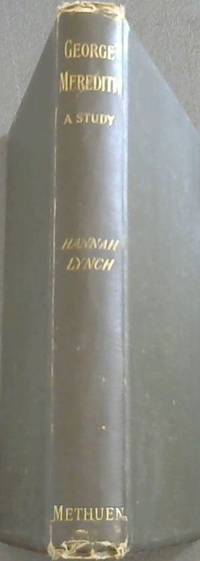 GEORGE
MEREDITH
A STUDY
HANNAH
LYNCH
METHUEN